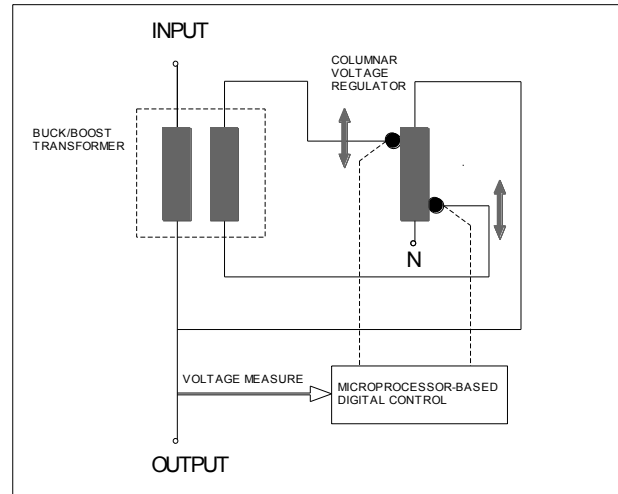 INPUT
COLUMNAR
VOLTAGE
REGULATOR
BUCK/BOOST
TRANSFORMER
N
VOLTAGE MEASURE
MICROPROCESSOR-BASED
DIGITAL CONTROL
OUTPUT